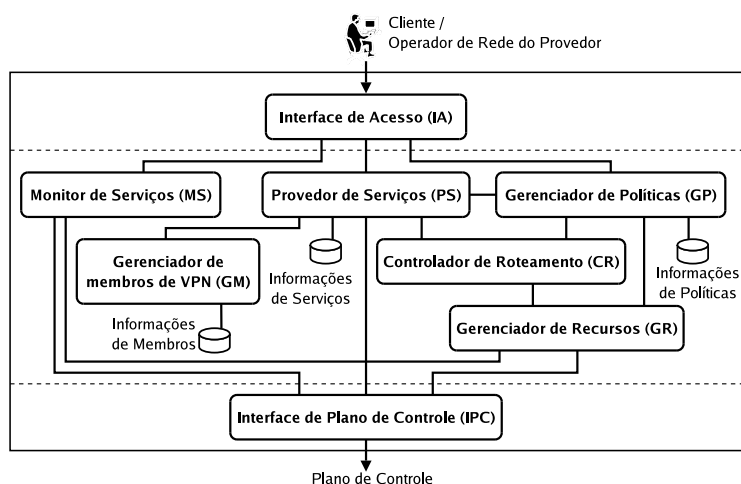 Cliente /
Operador de Rede do Provedor
Interface de Acesso (IA)
Monitor de Serviços (MS)
Provedor de Serviços (PS)
Gerenciador de Políticas (GP)
Gerenciador de
membros de VPN (GM)
Informações
de Serviços
Controlador de Roteamento (CR)
Informações
de Políticas
Informações
de Membros
Gerenciador de Recursos (GR)
Interface de Plano de Controle (IPC)
Plano de Controle